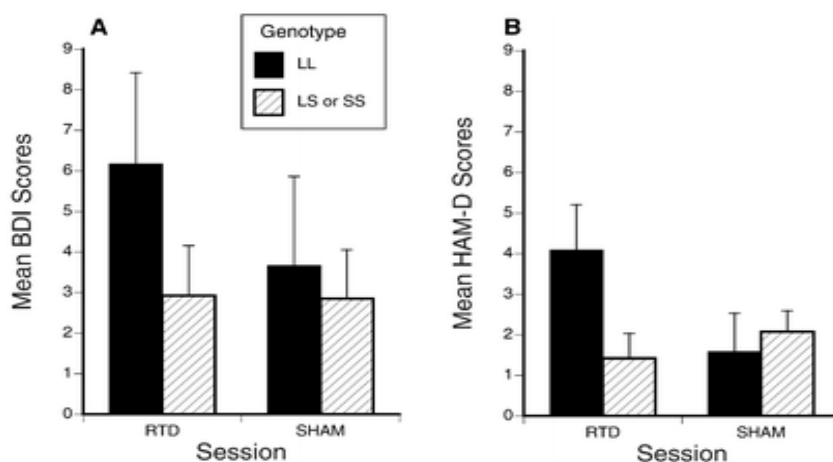 A
Genotype
LL
LS or SS
Mean BDI Scores
9
8
7
6
5
4
3
2
1
0
RTD
SHAM
Session
B
Mean HAM-D Scores
9
8
7
6
5
4
3
2
1
0
RTD
SHAM
Session